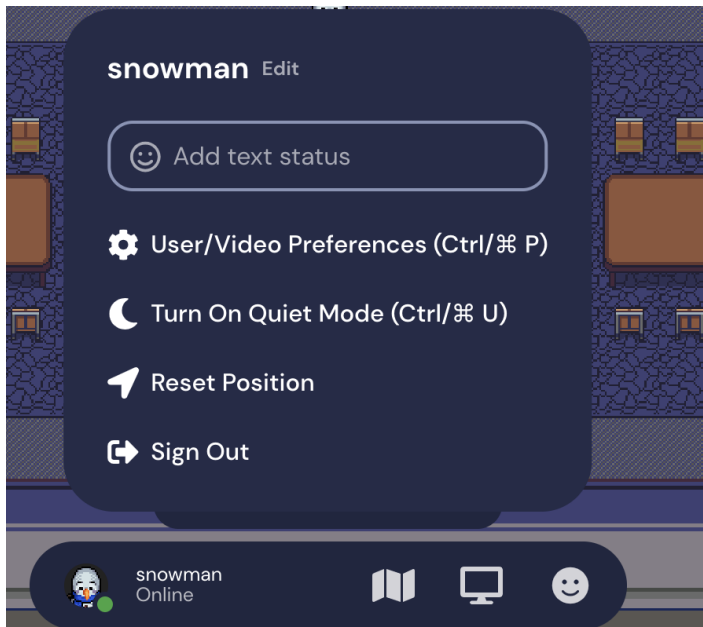 snowman Edit
Add text status
User/Video Preferences (Ctrl/⌘ P)
Turn On Quiet Mode (Ctrl/⌘ U)
Reset Position
Sign Out
snowman
Online